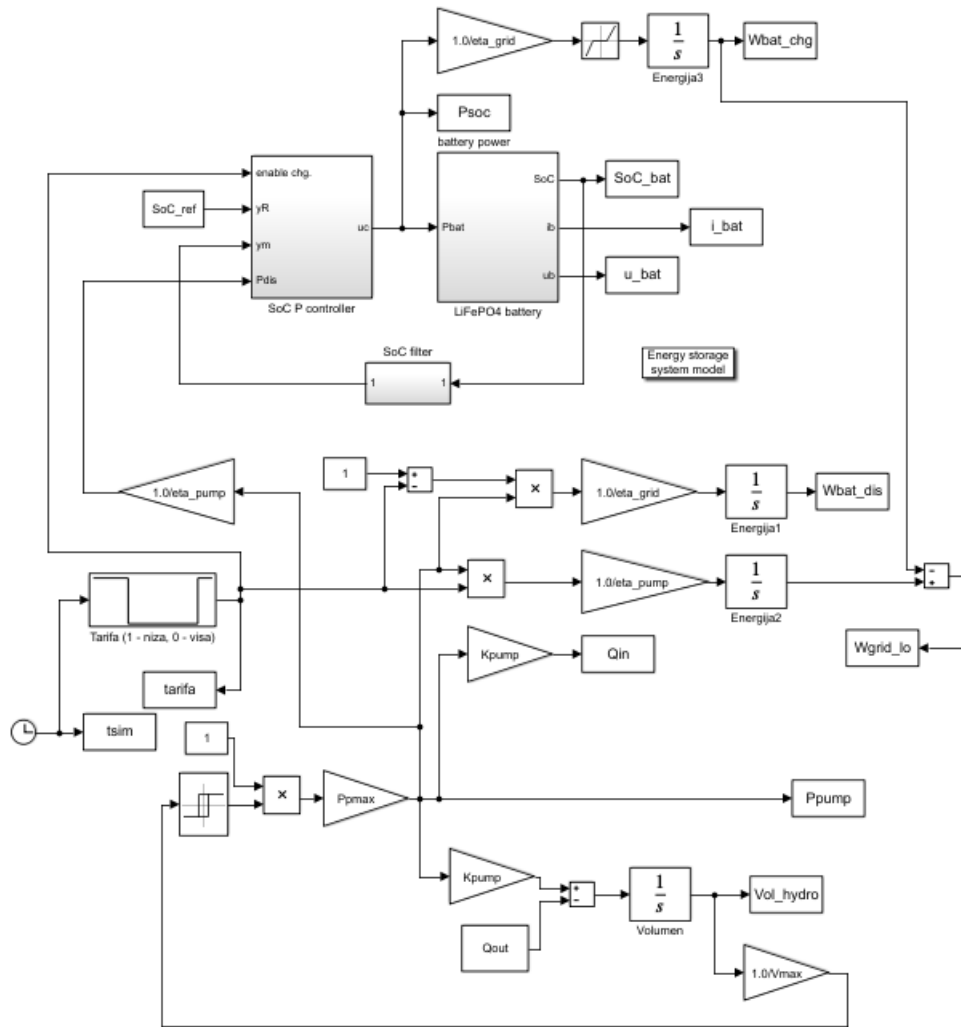 1.0/eta_grid
1
s
Energija3
Wbat_chg
Psoc
battery power
enable chg.
yR
ym
Pdis
uc
SoC P controller
SoC_ref
Pbat
SoC
ib
ub
LiFePO4 battery
SoC_bat
i_bat
u_bat
SoC filter
1
1
Energy storage
system model
1.0/eta_pump
1
+
−
×
1.0/eta_grid
1
s
Energija1
Wbat_dis
×
1.0/eta_pump
1
s
Energija2
−
+
Tarifa (1 - niza, 0 - visa)
Kpump
Qin
Wgrid_lo
tarifa
tsim
1
×
Ppmax
Ppump
Kpump
+
−
1
s
Volumen
Vol_hydro
Qout
1.0/Vmax